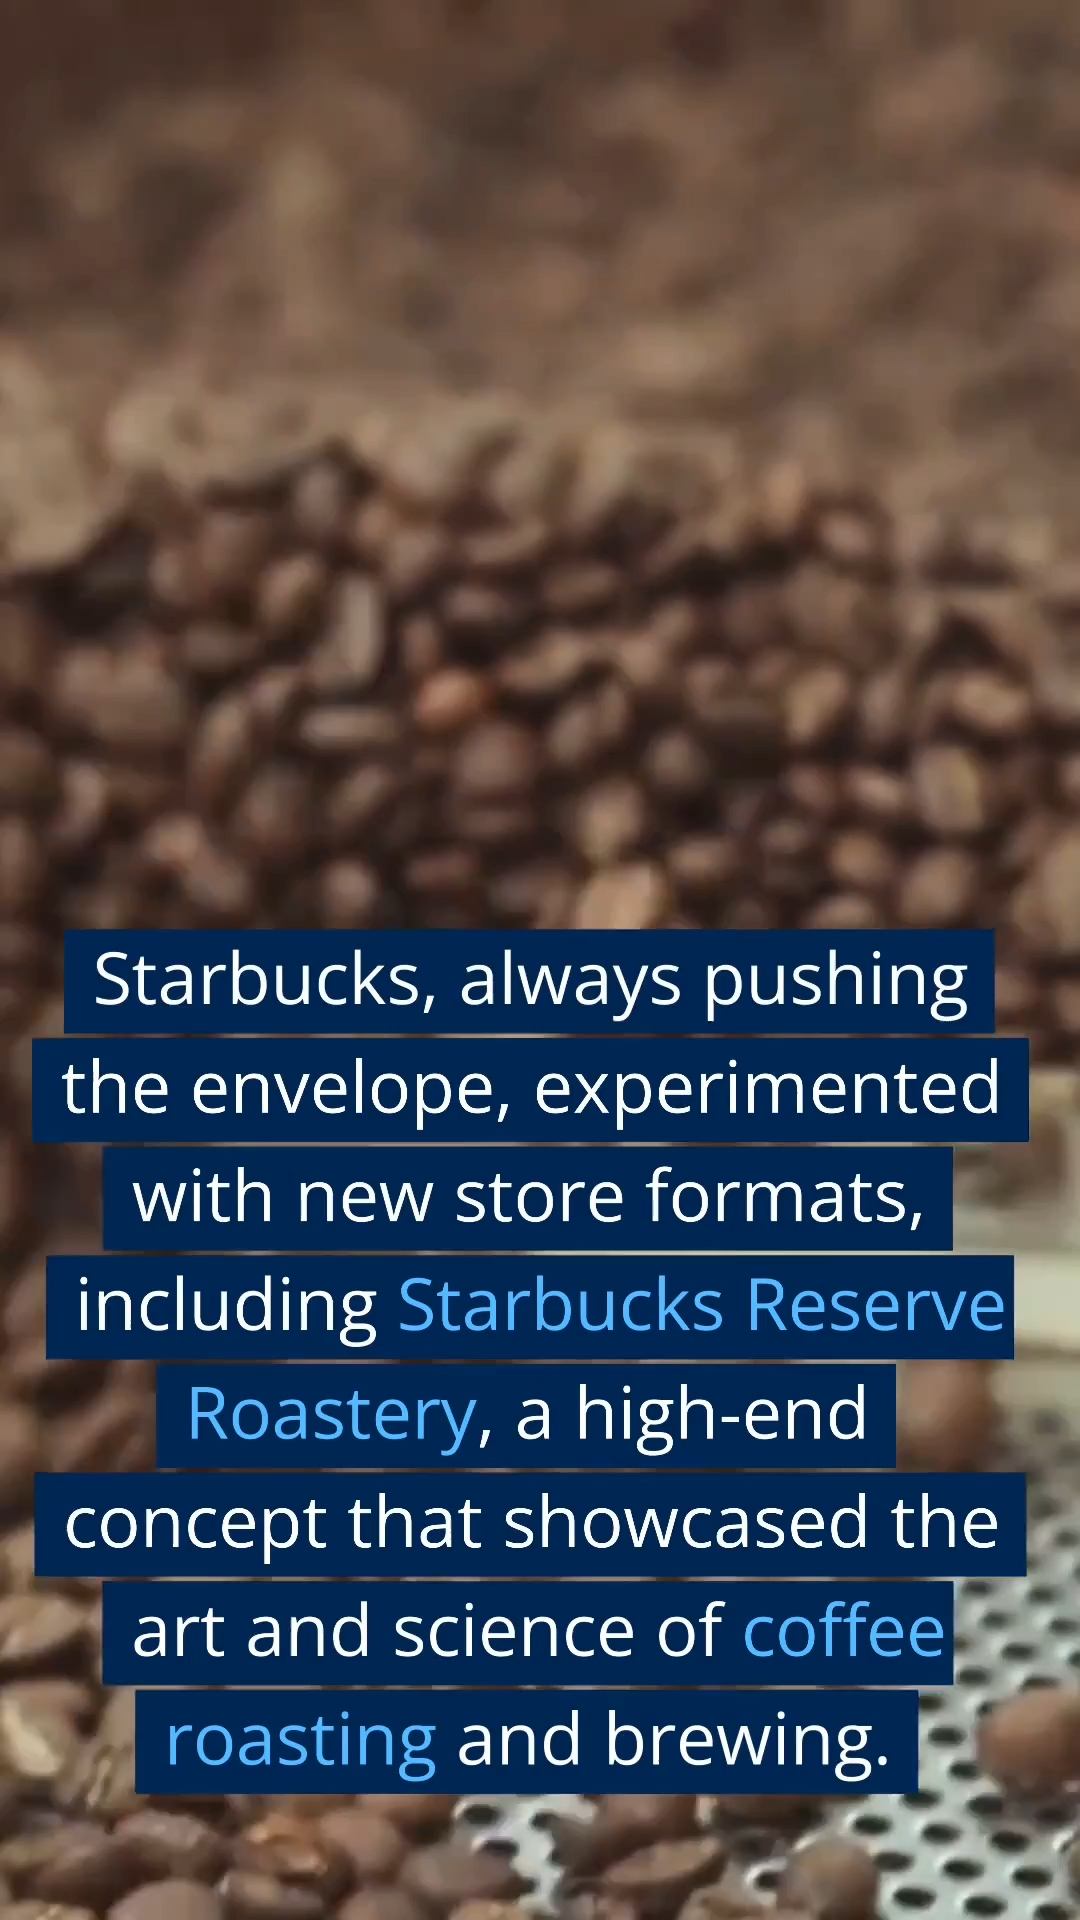 Starbucks, always pushing
the envelope, experimented
with new store formats,
including Starbucks Reserve
Roastery, a high-end
concept that showcased the
art and science of coffee
roasting and brewing.